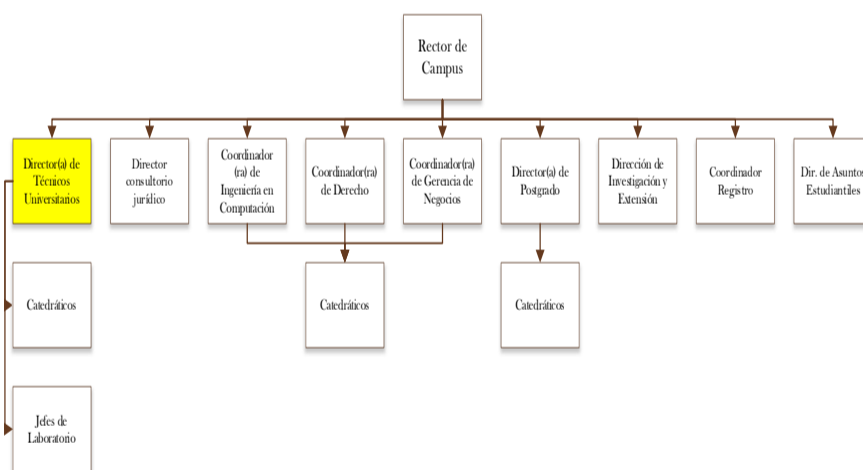 Rector de
Campus
Director(a) de
Técnicos
Universitarios
Director
consultorio
jurídico
Coordinador
(ra) de
Ingeniería en
Computación
Coordinador(ra)
de Derecho
Coordinador(ra)
de Gerencia de
Negocios
Director(a) de
Postgrado
Dirección de
Investigación y
Extensión
Coordinador
Registro
Dir. de Asuntos
Estudiantiles
Catedráticos
Catedráticos
Catedráticos
Jefes de
Laboratorio